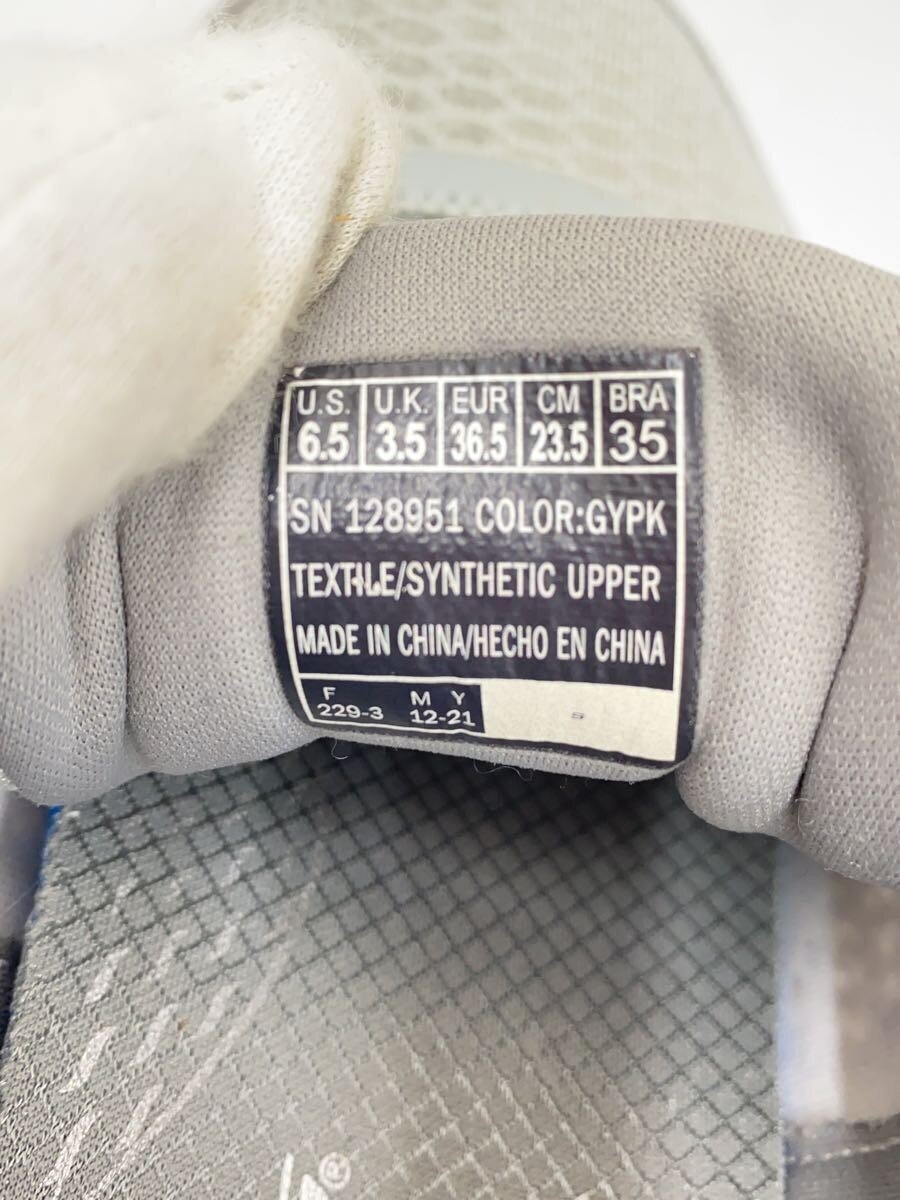 U.S. U.K. EUR CM BRA
6.5 3.5 36.5 23.5 35
SN 128951 COLOR:GYPK
TEXTILE/SYNTHETIC UPPER
MADE IN CHINA/HECHO EN CHINA
F M Y
229-3 12-21
®